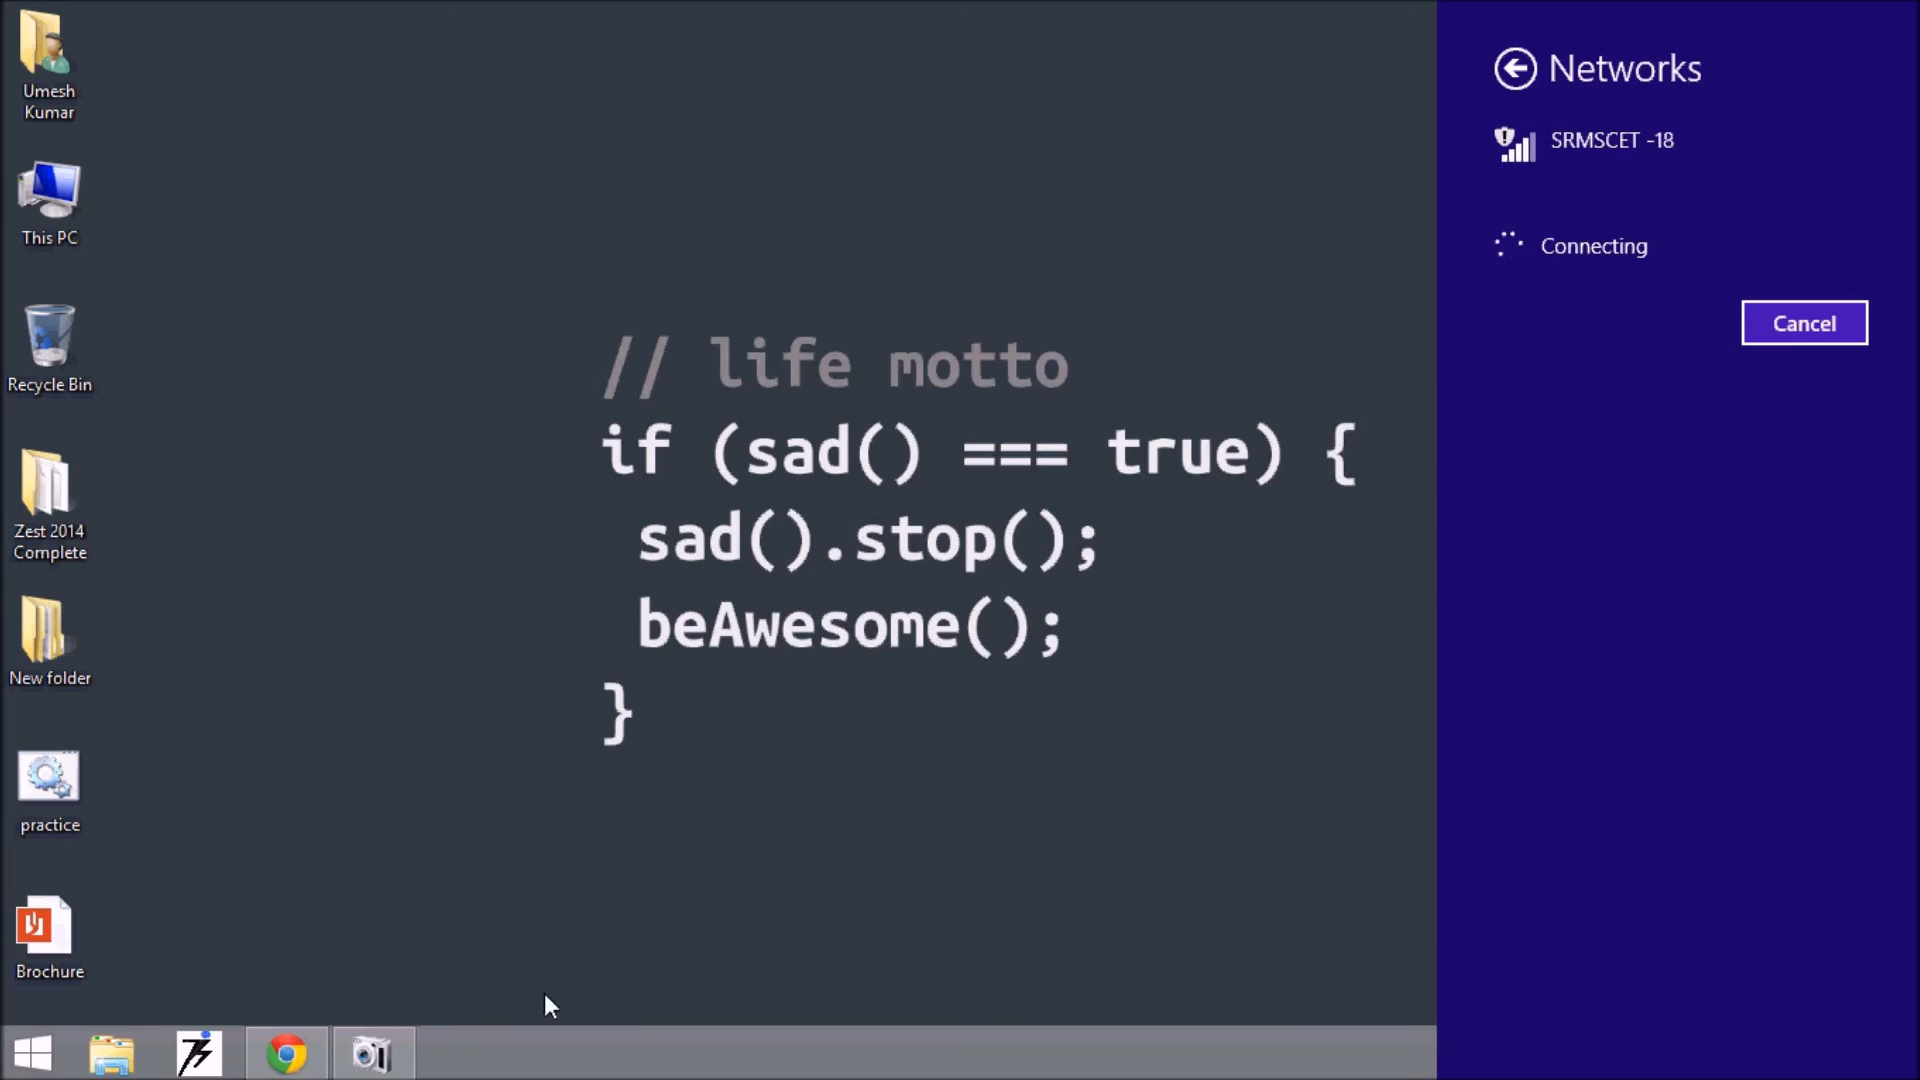 Umesh
Kumar
This PC
Recycle Bin
Zest 2014
Complete
New folder
practice
Brochure
// life motto
if (sad() === true) {
sad().stop();
beAwesome();
}
Networks
SRMSCET -18
Connecting
Cancel